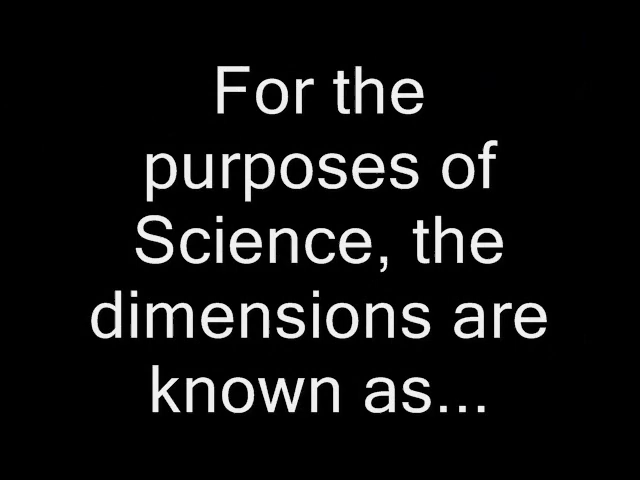 For the
purposes of
Science, the
dimensions are
known as...